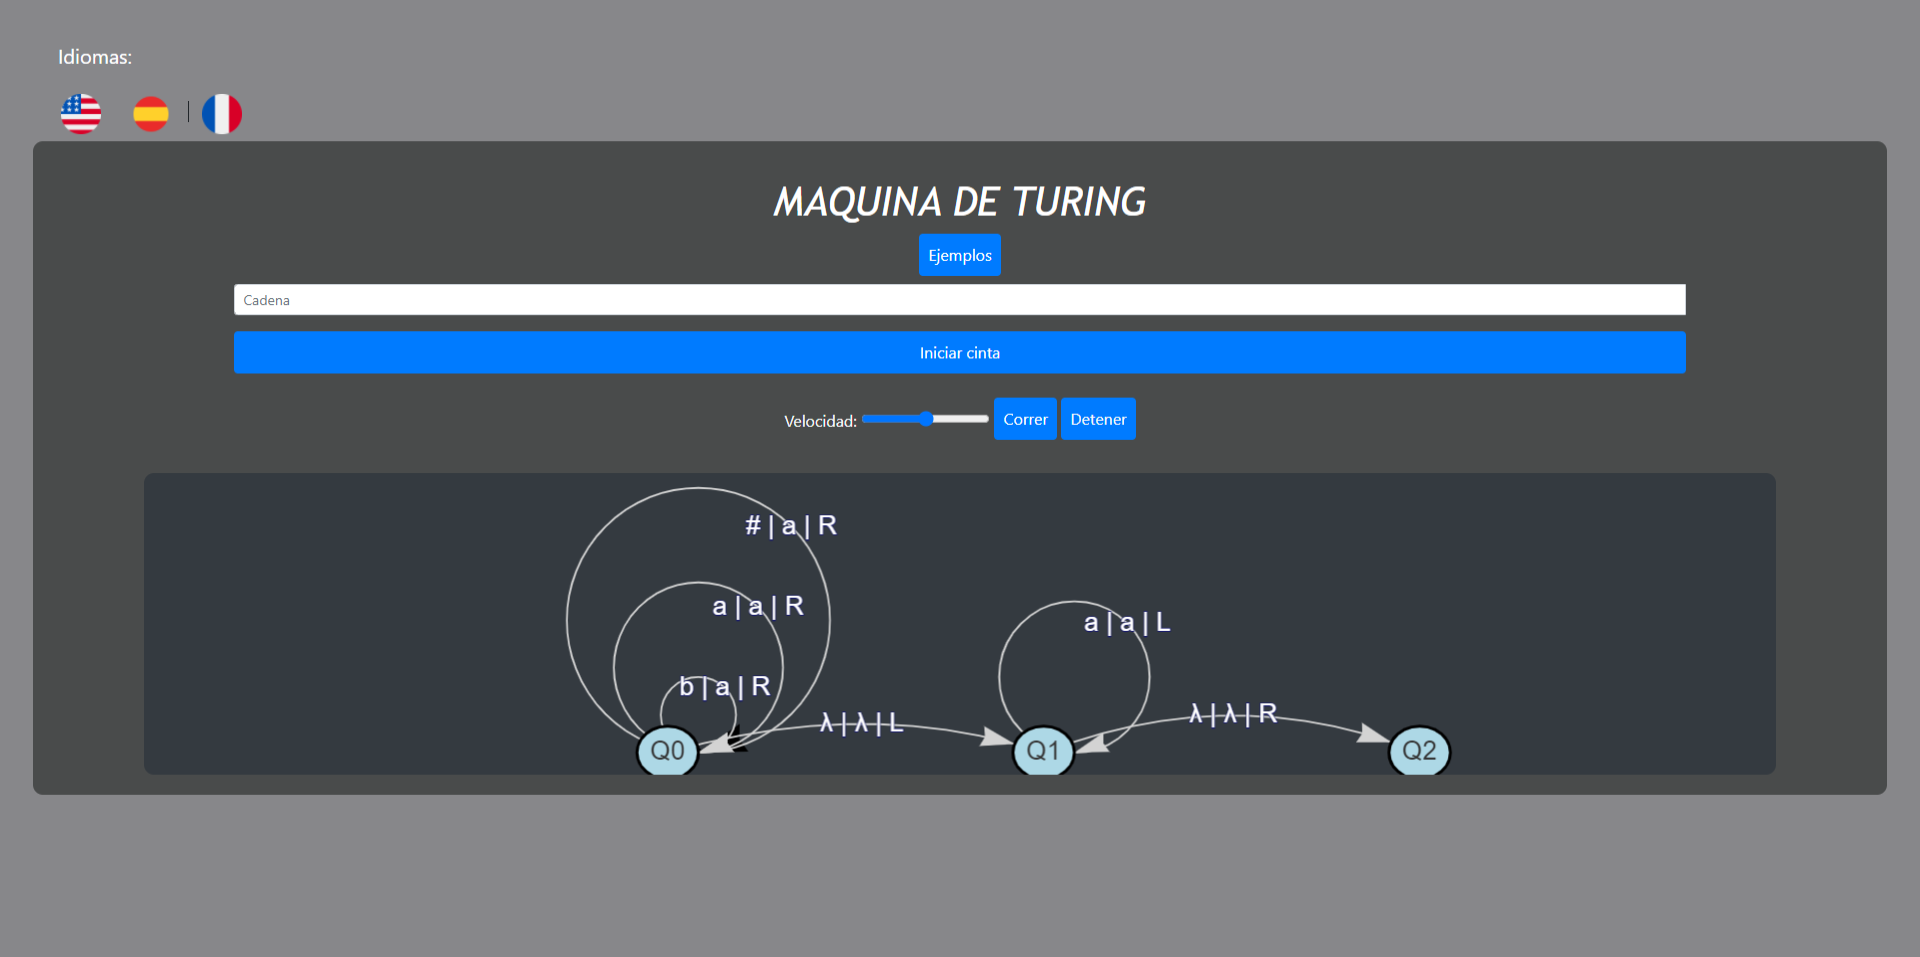 Idiomas:
MAQUINA DE TURING
Ejemplos
Cadena
Iniciar cinta
Velocidad: Correr Detener
# | a | R
a | a | R
a | a | L
b | a | R
λ | λ | L
λ | λ | R
Q0 Q1 Q2